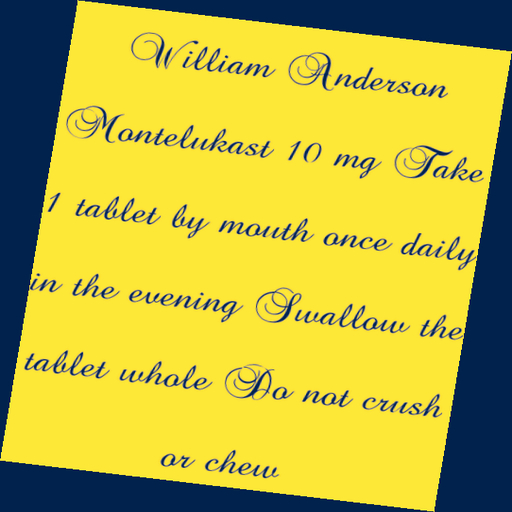 William Anderson
Montelukast 10 mg Take
1 tablet by mouth once daily
in the evening Swallow the
tablet whole Do not crush
or chew